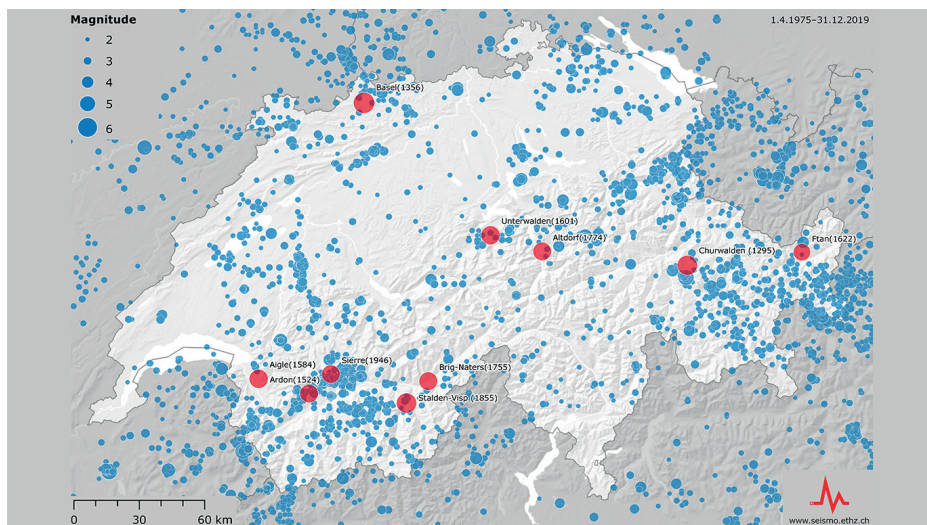 Magnitude
1.4.1975–31.12.2019
2
3
4
5
6
Basel(1356)
Unterwalden(1601)
Altdorf(1774)
Ftan(1622)
Churwalden (1295)
Sierre(1946)
Aigle(1584)
Brig-Naters(1755)
Ardon(1524)
Stalden-Visp (1855)
0 30 60 km
www.seismo.ethz.ch